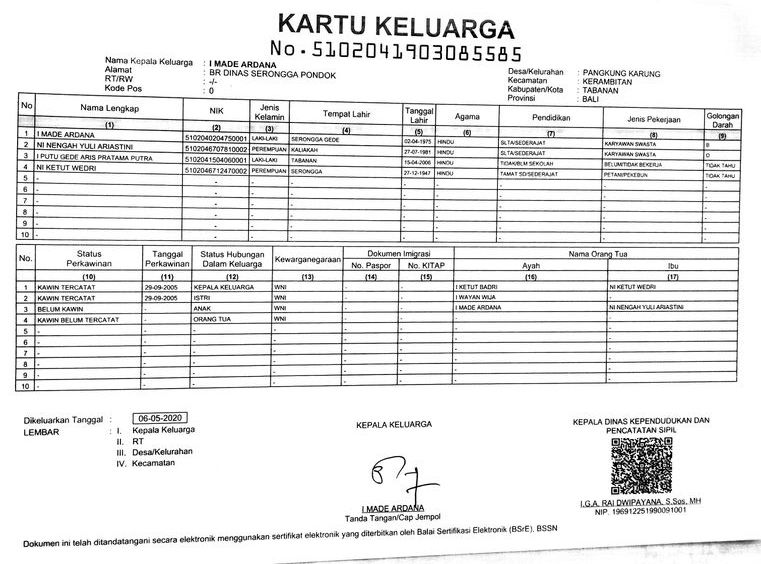 KARTU KELUARGA
No.5102041903085585
Nama Kepala Keluarga : I MADE ARDANA
Alamat : BR DINAS SERONGGA PONDOK
RT/RW : -/-
Kode Pos : 0
Desa/Kelurahan : PANGKUNG KARUNG
Kecamatan : KERAMBITAN
Kabupaten/Kota : TABANAN
Provinsi : BALI
No Nama Lengkap NIK Jenis Kelamin Tempat Lahir Tanggal Lahir Agama Pendidikan Jenis Pekerjaan Golongan Darah
(1) (2) (3) (4) (5) (6) (7) (8) (9)
1 I MADE ARDANA 5102040204750001 LAKI-LAKI SERONGGA GEDE 02-04-1975 HINDU SLTA/SEDERAJAT KARYAWAN SWASTA B
2 NI NENGAH YULI ARIASTINI 5102046707810002 PEREMPUAN KALIAKAH 27-07-1981 HINDU SLTA/SEDERAJAT KARYAWAN SWASTA O
3 I PUTU GEDE ARIS PRATAMA PUTRA 5102041504060001 LAKI-LAKI TABANAN 15-04-2006 HINDU TIDAK/BLM SEKOLAH BELUM/TIDAK BEKERJA TIDAK TAHU
4 NI KETUT WEDRI 5102046712470002 PEREMPUAN SERONGGA 27-12-1947 HINDU TAMAT SD/SEDERAJAT PETANI/PEKEBUN TIDAK TAHU
5 - - - - - - - - -
6 - - - - - - - - -
7 - - - - - - - - -
8 - - - - - - - - -
9 - - - - - - - - -
10 - - - - - - - - -
No. Status Perkawinan Tanggal Perkawinan Status Hubungan Dalam Keluarga Kewarganegaraan Dokumen Imigrasi Nama Orang Tua
No. Paspor No. KITAP Ayah Ibu
(10) (11) (12) (13) (14) (15) (16) (17)
1 KAWIN TERCATAT 29-09-2005 KEPALA KELUARGA WNI - - I KETUT BADRI NI KETUT WEDRI
2 KAWIN TERCATAT 29-09-2005 ISTRI WNI - - I WAYAN WIJA -
3 BELUM KAWIN - ANAK WNI - - I MADE ARDANA NI NENGAH YULI ARIASTINI
4 KAWIN BELUM TERCATAT - ORANG TUA WNI - - - -
5 - - - - - - - -
6 - - - - - - - -
7 - - - - - - - -
8 - - - - - - - -
9 - - - - - - - -
10 - - - - - - - -
Dikeluarkan Tanggal : 06-05-2020
LEMBAR : I. Kepala Keluarga
II. RT
III. Desa/Kelurahan
IV. Kecamatan
KEPALA KELUARGA
I MADE ARDANA
Tanda Tangan/Cap Jempol
KEPALA DINAS KEPENDUDUKAN DAN
PENCATATAN SIPIL
I.G.A. RAI DWIPAYANA, S.Sos, MH
NIP. 196912251990091001
Dokumen ini telah ditandatangani secara elektronik menggunakan sertifikat elektronik yang diterbitkan oleh Balai Sertifikasi Elektronik (BSrE), BSSN